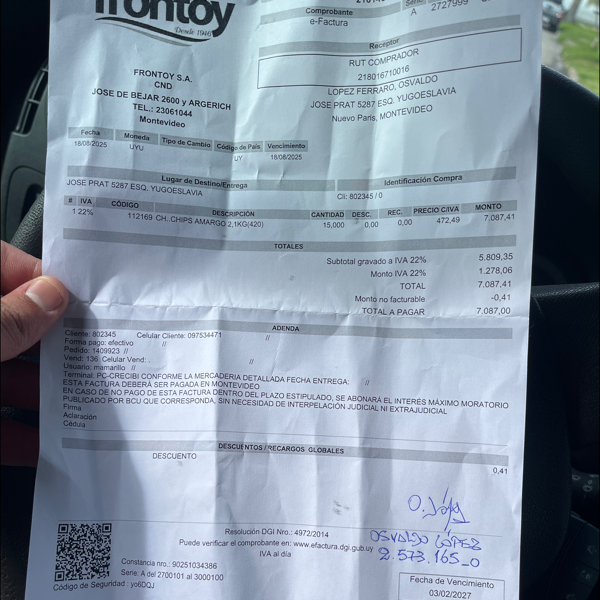 frontoy
Desde 1946
FRONTOY S.A.
CND
JOSE DE BEJAR 2600 y ARGERICH
TEL.: 23061044
Montevideo
Comprobante
e-Factura
Serie
A 2727999
Receptor
RUT COMPRADOR
218016710016
LOPEZ FERRARO, OSVALDO
JOSE PRAT 5287 ESQ. YUGOESLAVIA
Nuevo Paris, MONTEVIDEO
Fecha Moneda Tipo de Cambio Código de País Vencimiento
18/08/2025 UYU UY 18/08/2025
Lugar de Destino/Entrega Identificación Compra
JOSE PRAT 5287 ESQ. YUGOESLAVIA Cli: 802345 / 0
# IVA CÓDIGO DESCRIPCIÓN CANTIDAD DESC. REC. PRECIO C/IVA MONTO
1 22% 112169 CH..CHIPS AMARGO 2,1KG(420) 15,000 0,00 0,00 472,49 7.087,41
TOTALES
Subtotal gravado a IVA 22% 5.809,35
Monto IVA 22% 1.278,06
TOTAL 7.087,41
Monto no facturable -0,41
TOTAL A PAGAR 7.087,00
ADENDA
Cliente: 802345 Celular Cliente: 097534471 //
Forma pago: efectivo //
Pedido: 1409923 //
Vend: 136 Celular Vend: . //
Usuario: mamarillo //
Terminal: PC-CRECIBI CONFORME LA MERCADERIA DETALLADA FECHA ENTREGA: //
ESTA FACTURA DEBERÁ SER PAGADA EN MONTEVIDEO
EN CASO DE NO PAGO DE ESTA FACTURA DENTRO DEL PLAZO ESTIPULADO, SE ABONARÁ EL INTERÉS MÁXIMO MORATORIO
PUBLICADO POR BCU QUE CORRESPONDA, SIN NECESIDAD DE INTERPELACIÓN JUDICIAL NI EXTRAJUDICIAL
Firma
Aclaración
Cédula
DESCUENTOS / RECARGOS GLOBALES
DESCUENTO 0,41
O. López
OSVALDO LÓPEZ
2.573.165_0
Resolución DGI Nro.: 4972/2014
Puede verificar el comprobante en: www.efactura.dgi.gub.uy
IVA al día
Constancia nro.: 90251034386
Serie: A del 2700101 al 3000100
Código de Seguridad : yo6DQJ
Fecha de Vencimiento
03/02/2027